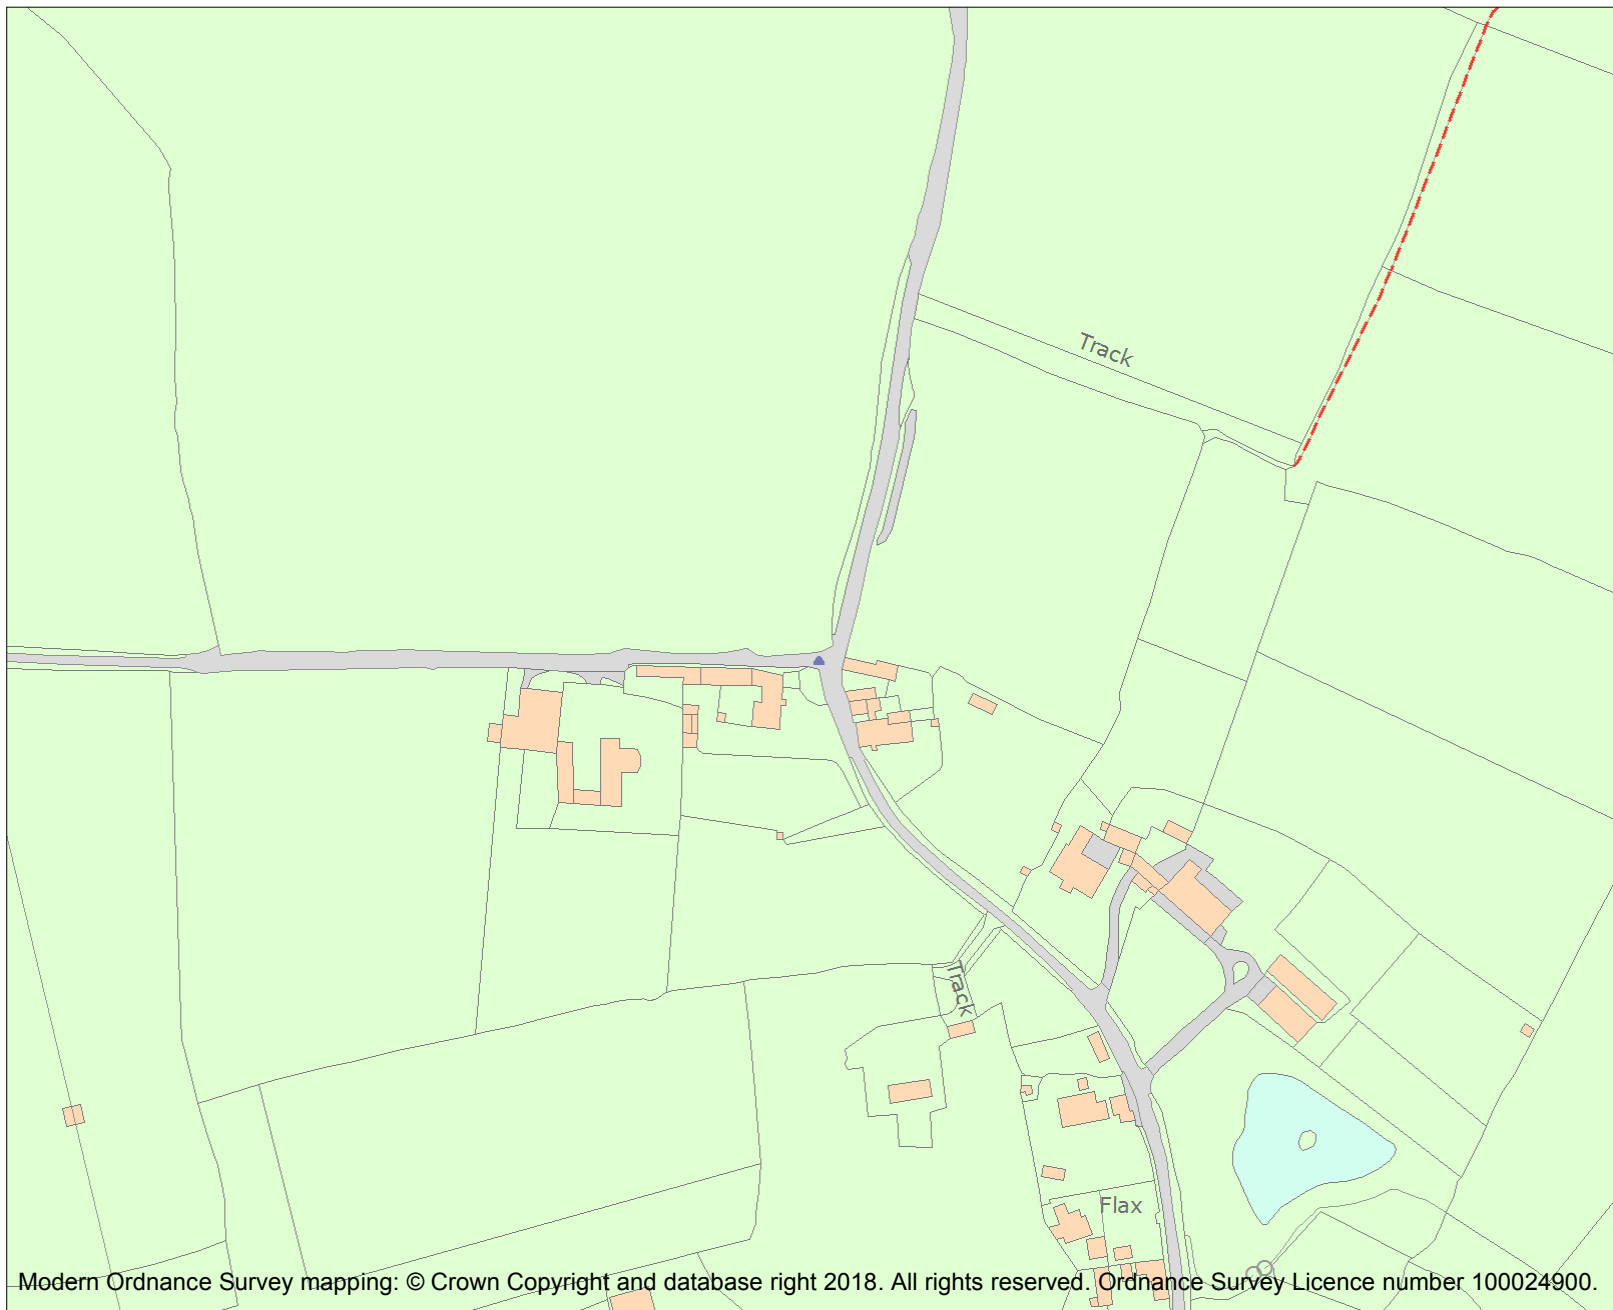 Track
Track
Flax
Modern Ordnance Survey mapping: © Crown Copyright and database right 2018. All rights reserved. Ordnance Survey Licence number 100024900.